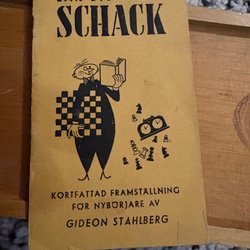 SCHACK
KORTFATTAD FRAMSTÄLLNING
FÖR NYBÖRJARE AV
GIDEON STÅHLBERG